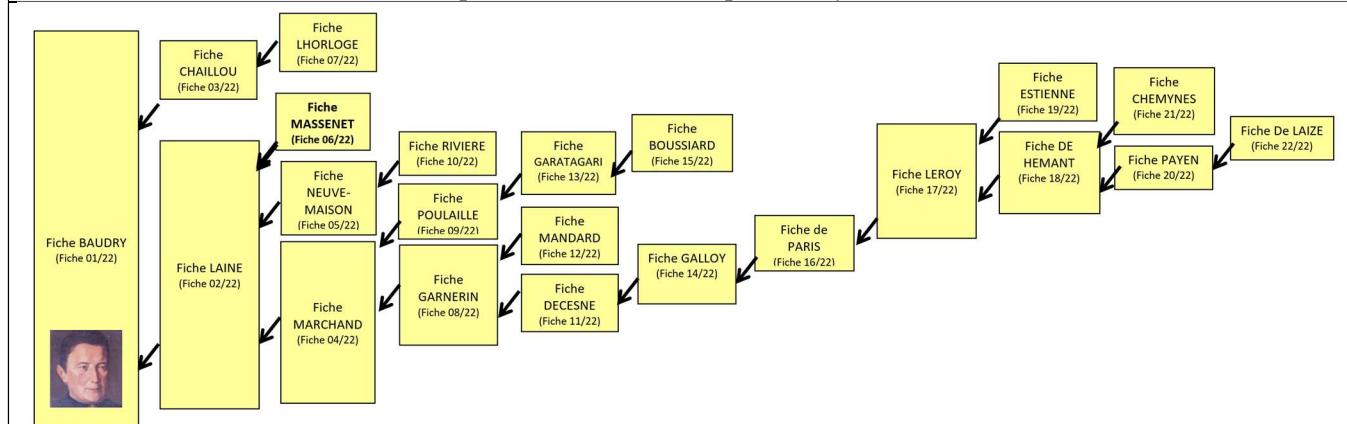 Fiche BAUDRY
(Fiche 01/22)
Fiche
CHAILLOU
(Fiche 03/22)
Fiche
LHORLOGE
(Fiche 07/22)
Fiche LAINE
(Fiche 02/22)
Fiche
MASSENET
(Fiche 06/22)
Fiche
NEUVE-
MAISON
(Fiche 05/22)
Fiche
MARCHAND
(Fiche 04/22)
Fiche RIVIERE
(Fiche 10/22)
Fiche
POULAILLE
(Fiche 09/22)
Fiche
GARNERIN
(Fiche 08/22)
Fiche
GARATAGARI
(Fiche 13/22)
Fiche
MANDARD
(Fiche 12/22)
Fiche
DECESNE
(Fiche 11/22)
Fiche
BOUSSIARD
(Fiche 15/22)
Fiche GALLOY
(Fiche 14/22)
Fiche de
PARIS
(Fiche 16/22)
Fiche LEROY
(Fiche 17/22)
Fiche
ESTIENNE
(Fiche 19/22)
Fiche DE
HEMANT
(Fiche 18/22)
Fiche
CHEMYNES
(Fiche 21/22)
Fiche PAYEN
(Fiche 20/22)
Fiche De LAIZE
(Fiche 22/22)